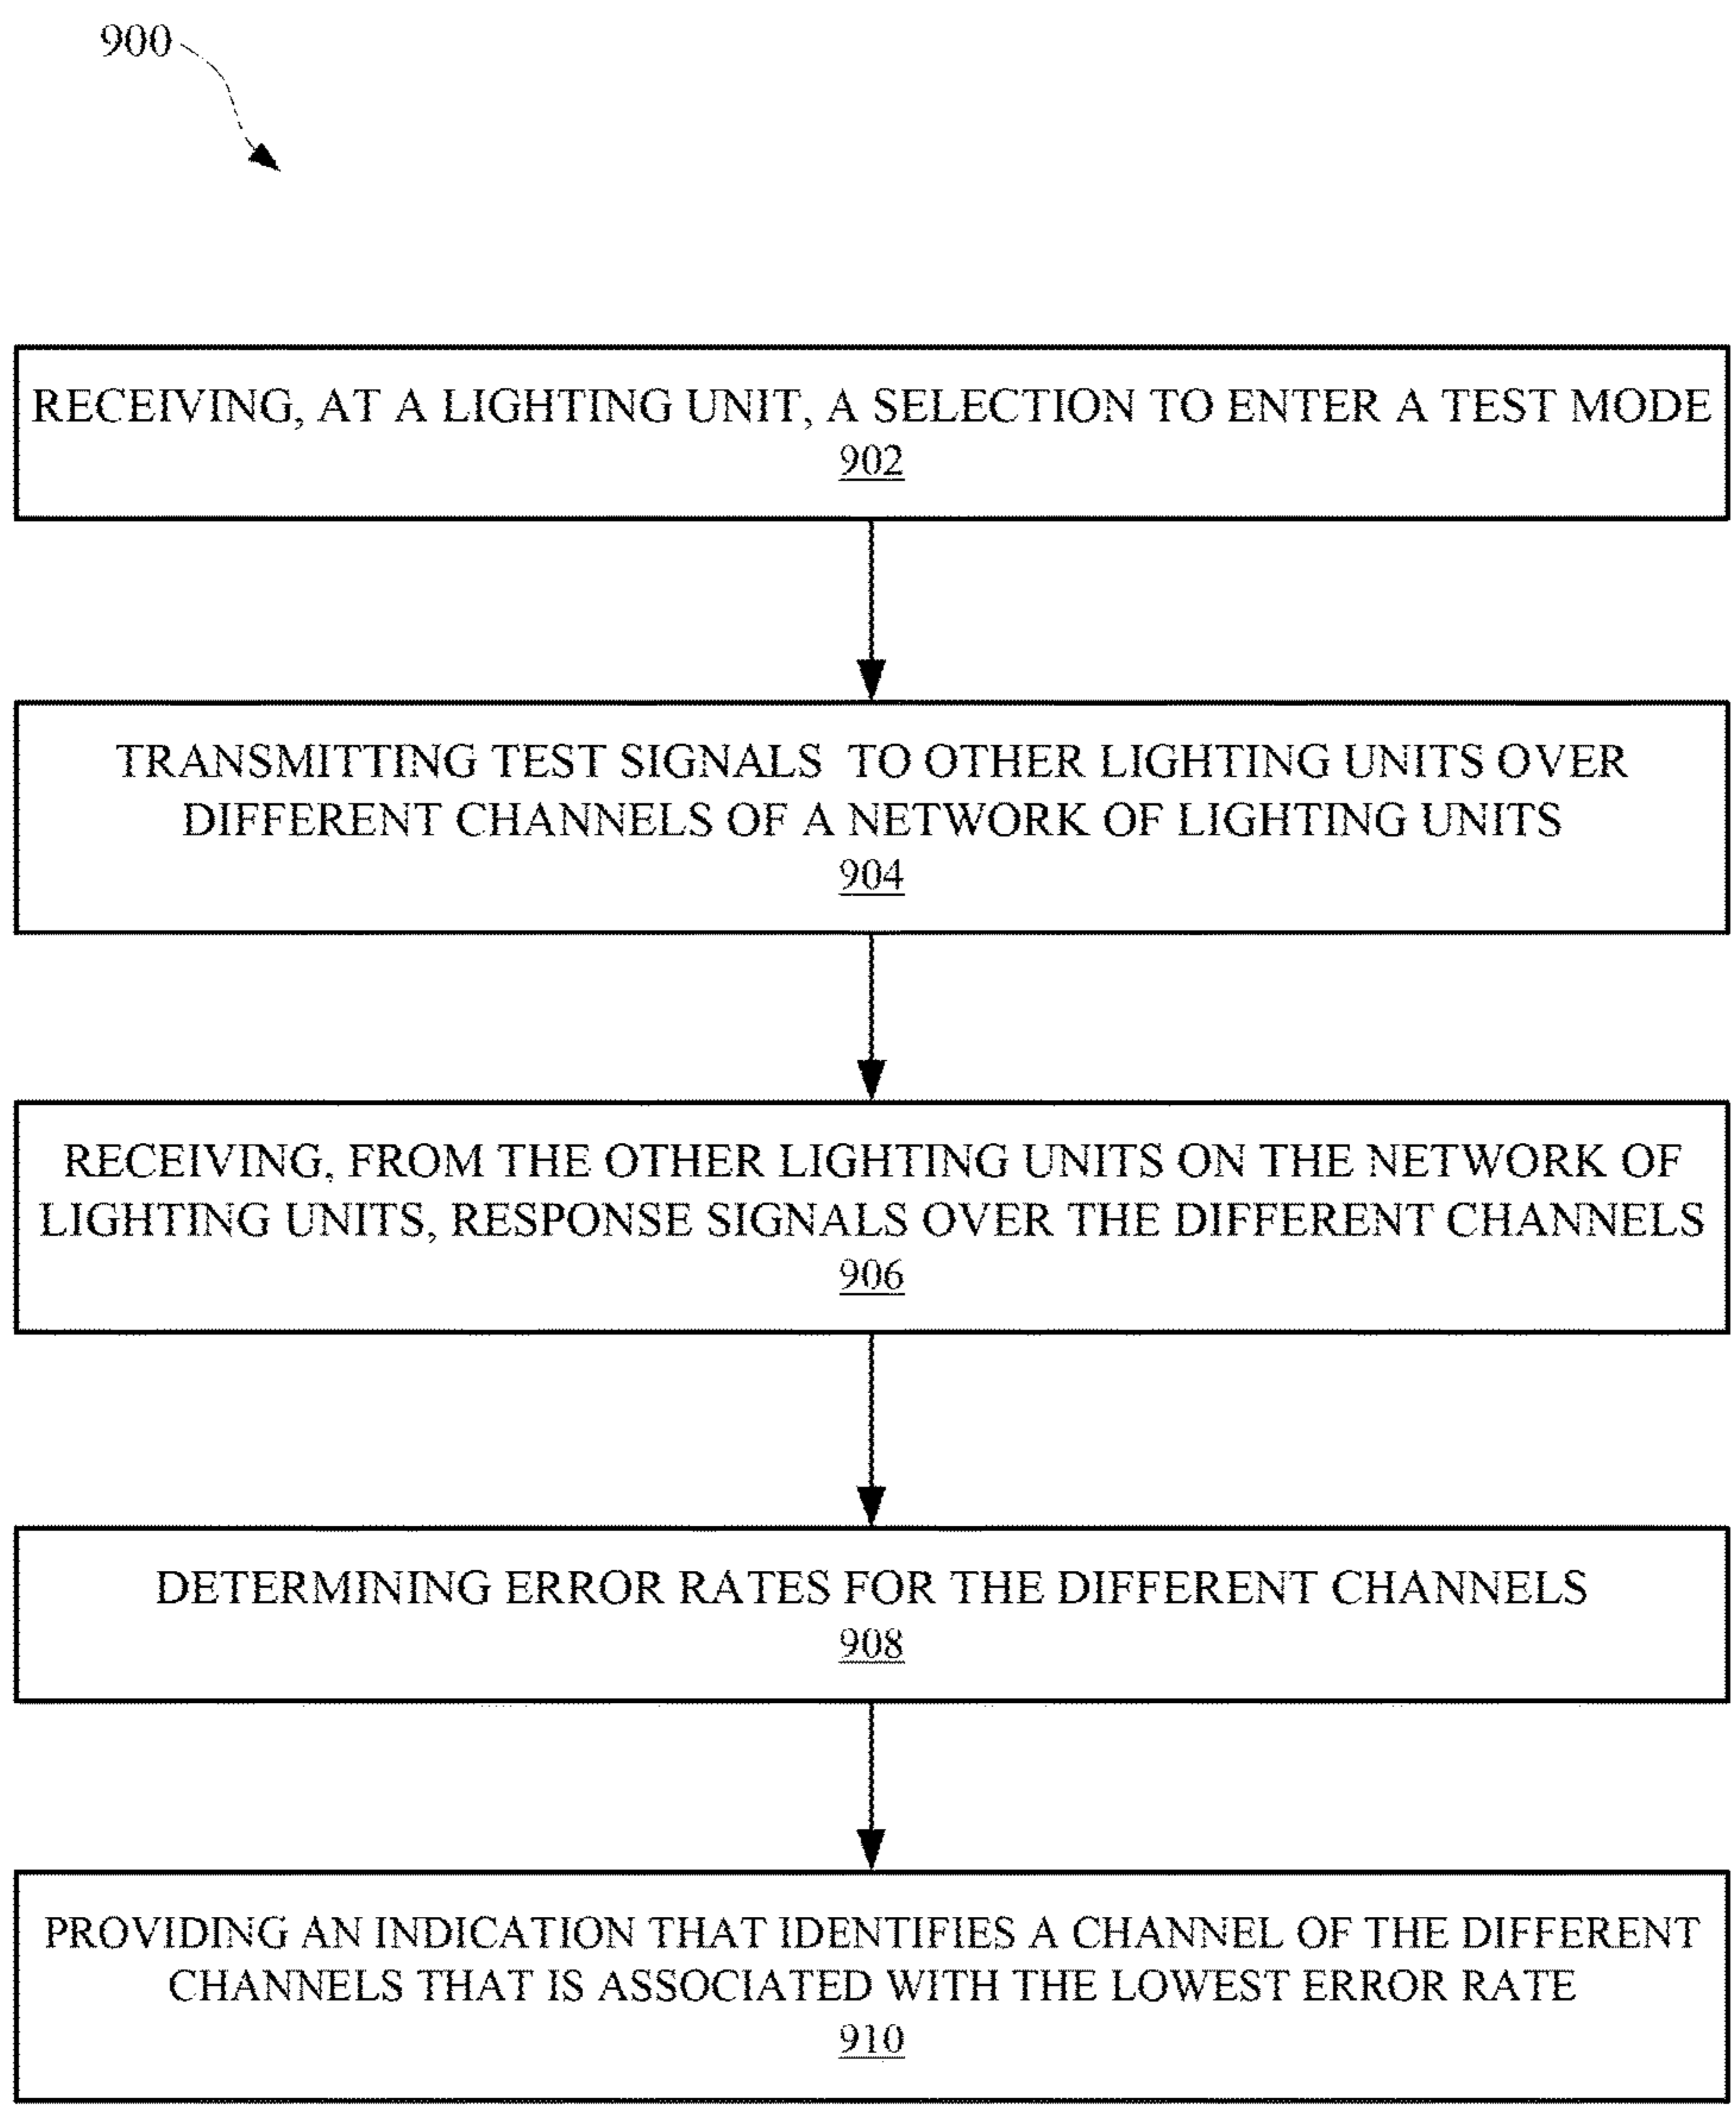 900
RECEIVING, AT A LIGHTING UNIT, A SELECTION TO ENTER A TEST MODE
902
TRANSMITTING TEST SIGNALS TO OTHER LIGHTING UNITS OVER
DIFFERENT CHANNELS OF A NETWORK OF LIGHTING UNITS
904
RECEIVING, FROM THE OTHER LIGHTING UNITS ON THE NETWORK OF
LIGHTING UNITS, RESPONSE SIGNALS OVER THE DIFFERENT CHANNELS
906
DETERMINING ERROR RATES FOR THE DIFFERENT CHANNELS
908
PROVIDING AN INDICATION THAT IDENTIFIES A CHANNEL OF THE DIFFERENT
CHANNELS THAT IS ASSOCIATED WITH THE LOWEST ERROR RATE
910